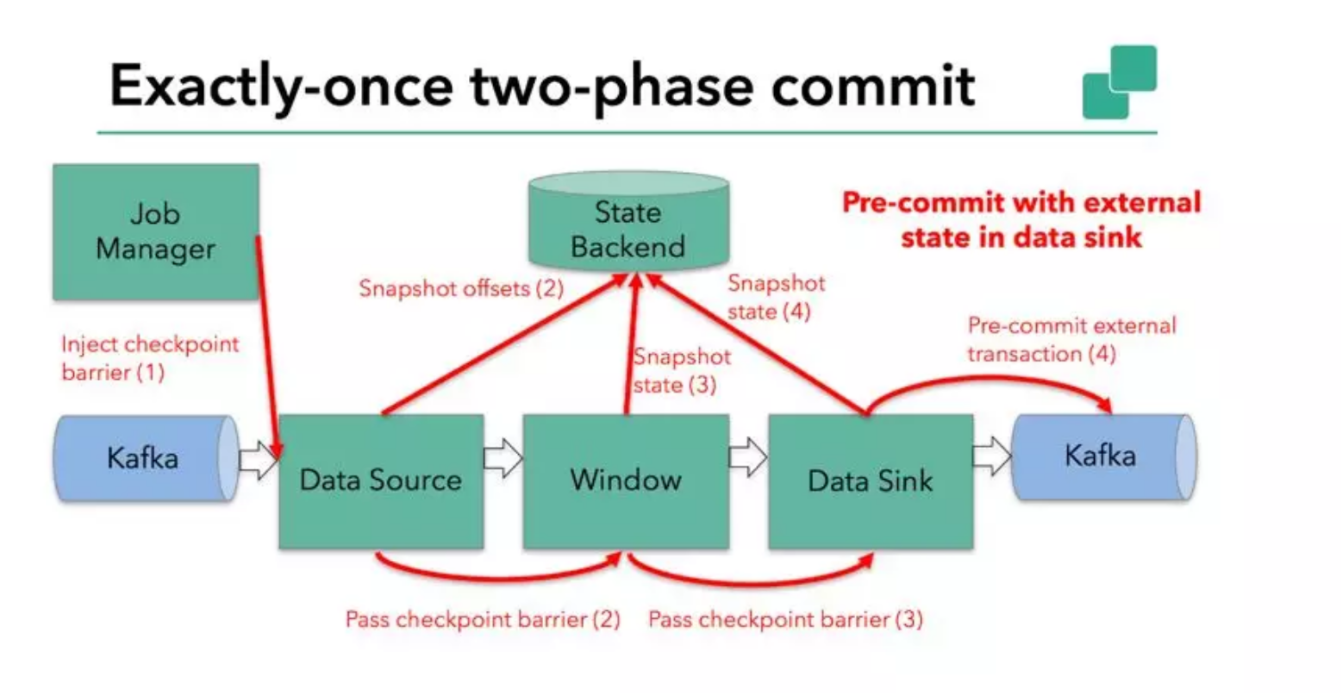 Exactly-once two-phase commit
Job
Manager
State
Backend
Pre-commit with external
state in data sink
Snapshot offsets (2)
Snapshot
state (4)
Pre-commit external
transaction (4)
Inject checkpoint
barrier (1)
Snapshot
state (3)
Kafka
Data Source
Window
Data Sink
Kafka
Pass checkpoint barrier (2)
Pass checkpoint barrier (3)